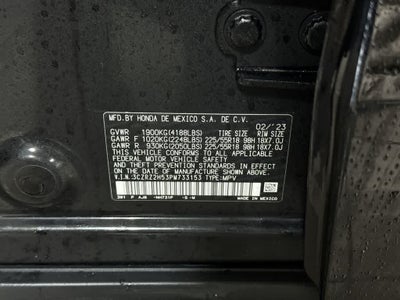 MFD. BY HONDA DE MEXICO S.A. DE C.V.
02/'23
GVWR 1900KG(4188LBS) TIRE SIZE RIM SIZE
GAWR F 1020KG(2248LBS) 225/55R18 98H 18X7.0J
GAWR R 930KG(2050LBS) 225/55R18 98H 18X7.0J
THIS VEHICLE CONFORMS TO ALL APPLICABLE
FEDERAL MOTOR VEHICLE SAFETY AND
THEFT PREVENTION STANDARDS IN EFFECT ON
THE DATE OF MANUFACTURE SHOWN ABOVE.
V.I.N. 3CZRZ2H53PM733153 TYPE: MPV
MADE IN MEXICO